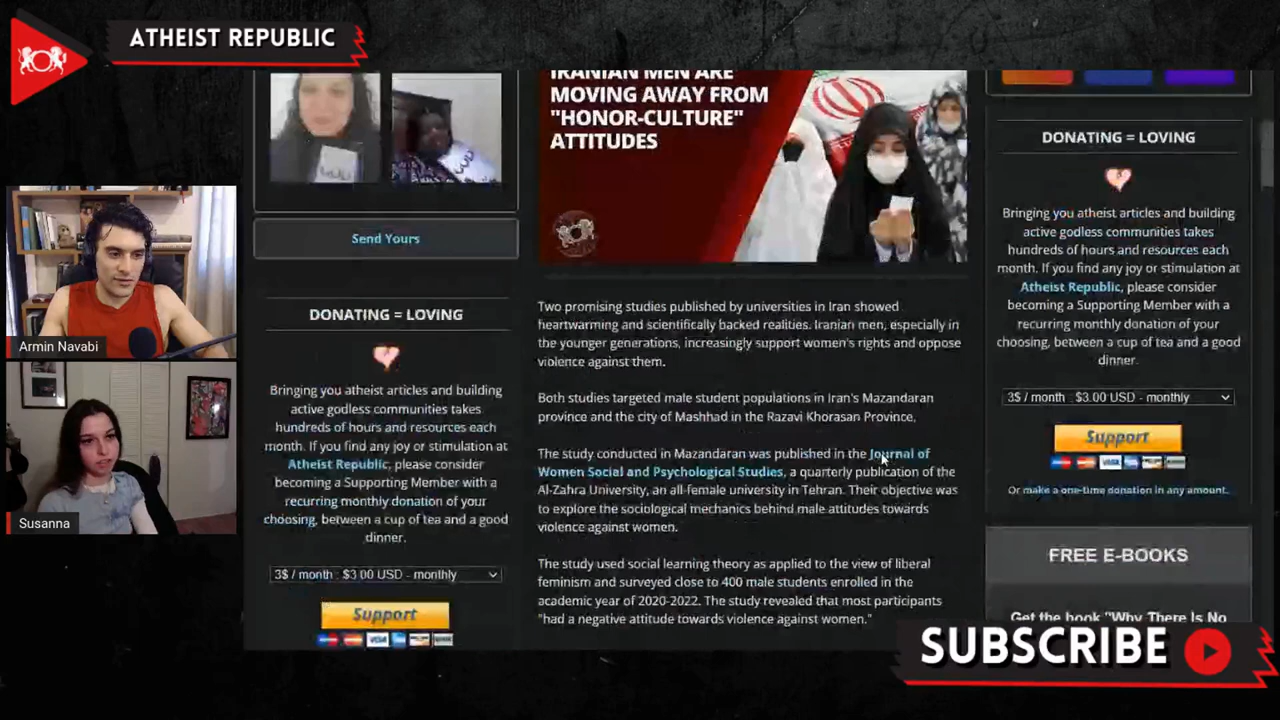 ATHEIST REPUBLIC
Armin Navabi
Susanna
Send Yours
DONATING = LOVING
Bringing you atheist articles and building
active godless communities takes
hundreds of hours and resources each
month. If you find any joy or stimulation at
Atheist Republic, please consider
becoming a Supporting Member with a
recurring monthly donation of your
choosing, between a cup of tea and a good
dinner.
3$ / month : $3.00 USD - monthly
Support
VISA
IRANIAN MEN ARE
MOVING AWAY FROM
"HONOR-CULTURE"
ATTITUDES
Two promising studies published by universities in Iran showed
heartwarming and scientifically backed realities. Iranian men, especially in
the younger generations, increasingly support women's rights and oppose
violence against them.
Both studies targeted male student populations in Iran's Mazandaran
province and the city of Mashhad in the Razavi Khorasan Province.
The study conducted in Mazandaran was published in the Journal of
Women Social and Psychological Studies, a quarterly publication of the
Al-Zahra University, an all-female university in Tehran. Their objective was
to explore the sociological mechanics behind male attitudes towards
violence against women.
The study used social learning theory as applied to the view of liberal
feminism and surveyed close to 400 male students enrolled in the
academic year of 2020-2022. The study revealed that most participants
"had a negative attitude towards violence against women."
DONATING = LOVING
Bringing you atheist articles and building
active godless communities takes
hundreds of hours and resources each
month. If you find any joy or stimulation at
Atheist Republic, please consider
becoming a Supporting Member with a
recurring monthly donation of your
choosing, between a cup of tea and a good
dinner.
3$ / month : $3.00 USD - monthly
Support
VISA
Or make a one-time donation in any amount.
FREE E-BOOKS
Get the book "Why There Is No
SUBSCRIBE